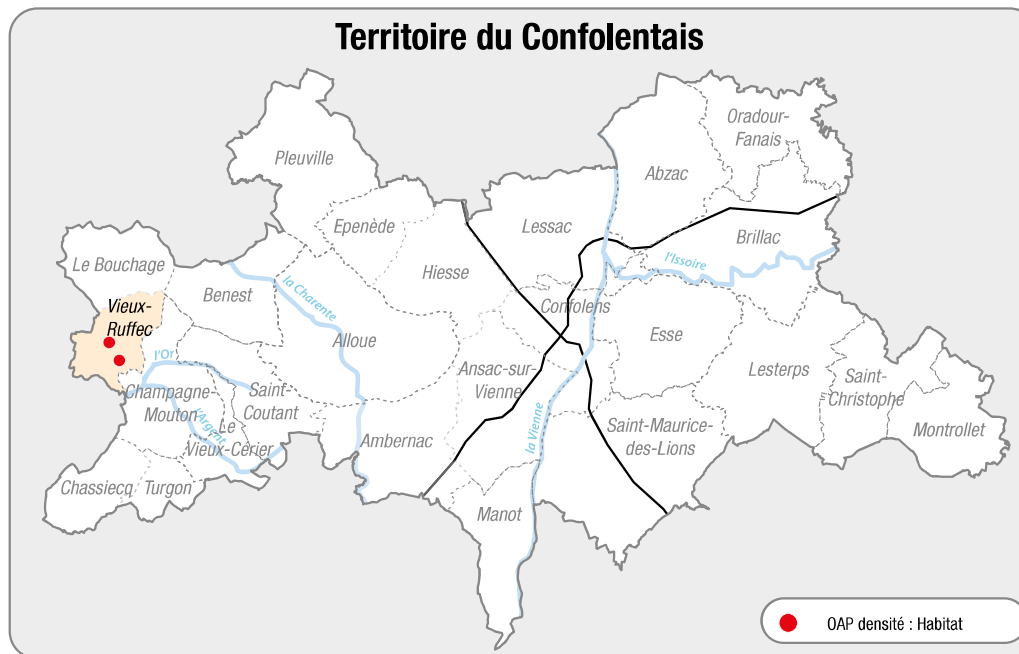 Territoire du Confolentais
Oradour-
Fanais
Pleuville
Abzac
Epenède
Lessac
Brillac
Le Bouchage
l'Issoire
Hiesse
la Charente
Benest
Vieux-
Ruffec
Confolens
Esse
Alloue
l'Or
Ansac-sur-
Vienne
Lesterps
Saint-
Christophe
Champagne-
Mouton
Saint-
Coutant
l'Argent
Le
Vieux-Cérier
Ambernac
la Vienne
Saint-Maurice-
des-Lions
Montrollet
Chassiecq
Turgon
Manot
OAP densité : Habitat